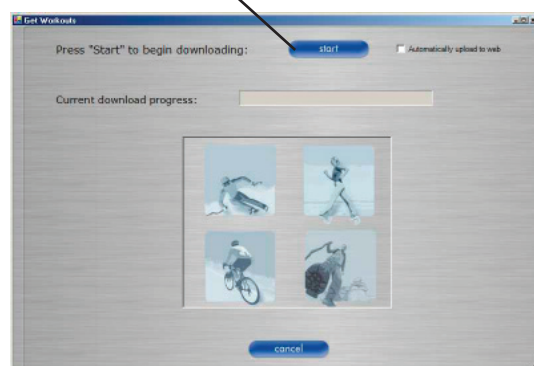 Get Workouts
Press "Start" to begin downloading:
start
Automatically upload to web
Current download progress:
cancel